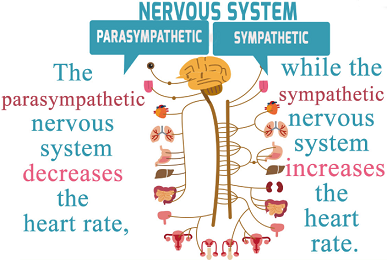 NERVOUS SYSTEM
PARASYMPATHETIC
SYMPATHETIC
The
parasympathetic
nervous
system
decreases
the
heart rate,
while the
sympathetic
nervous
system
increases
the
heart
rate.